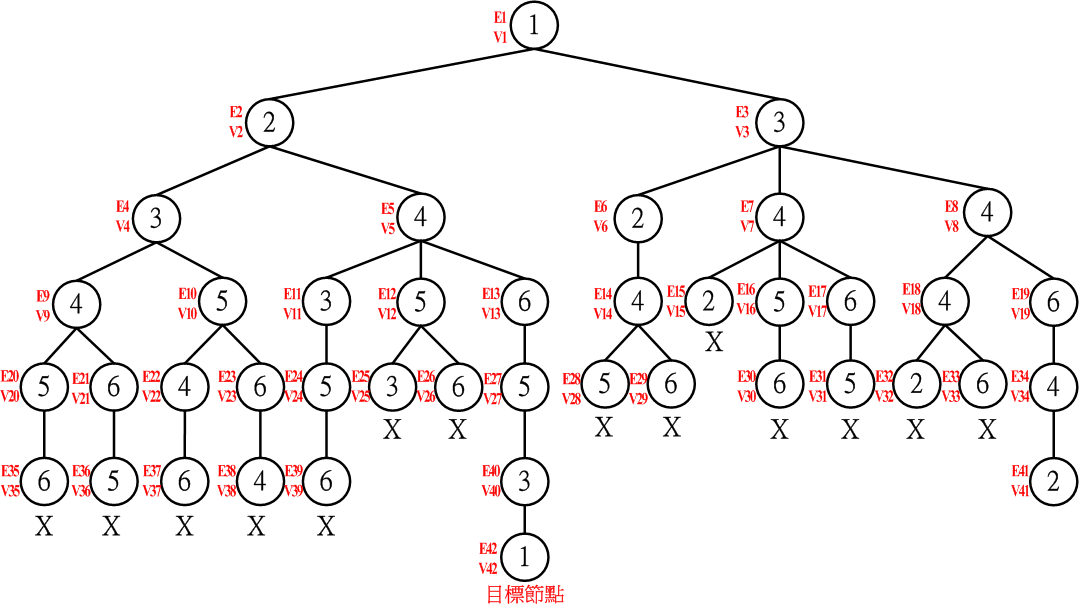 E1
V1
1
E2
V2
2
E3
V3
3
E4
V4
3
E5
V5
4
E6
V6
2
E7
V7
4
E8
V8
4
E9
V9
4
E10
V10
5
E11
V11
3
E12
V12
5
E13
V13
6
E14
V14
4
E15
V15
2
X
E16
V16
5
E17
V17
6
E18
V18
4
E19
V19
6
E20
V20
5
E21
V21
6
E22
V22
4
E23
V23
6
E24
V24
5
E25
V25
3
X
E26
V26
6
X
E27
V27
5
E28
V28
5
X
E29
V29
6
X
E30
V30
6
X
E31
V31
5
X
E32
V32
2
X
E33
V33
6
X
E34
V34
4
E35
V35
6
X
E36
V36
5
X
E37
V37
6
X
E38
V38
4
X
E39
V39
6
X
E40
V40
3
E41
V41
2
E42
V42
1
目標節點